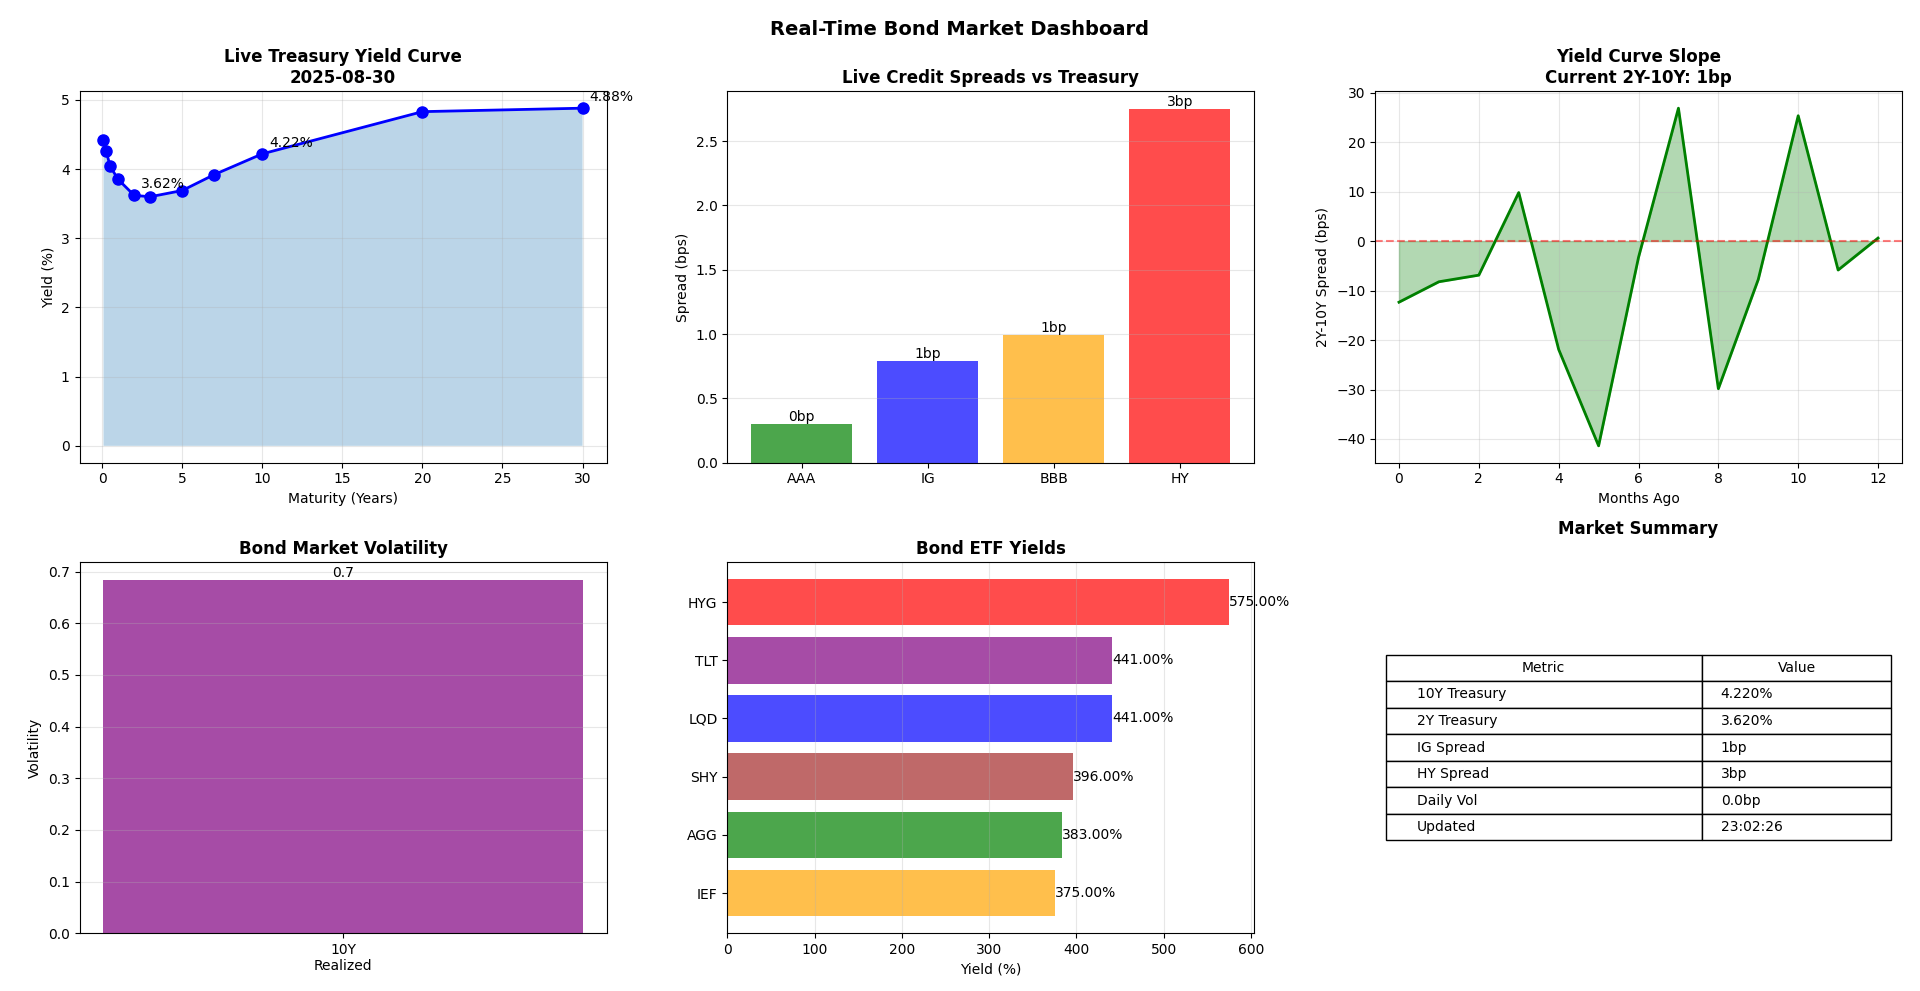 Real-Time Bond Market Dashboard
Live Treasury Yield Curve
2025-08-30
5
4
3
2
1
0
Yield (%)
4.88%
4.22%
3.62%
0
5
10
15
20
25
30
Maturity (Years)
Live Credit Spreads vs Treasury
2.5
2.0
1.5
1.0
0.5
0.0
Spread (bps)
0bp
1bp
1bp
3bp
AAA
IG
BBB
HY
Yield Curve Slope
Current 2Y-10Y: 1bp
30
20
10
0
−10
−20
−30
−40
2Y-10Y Spread (bps)
0
2
4
6
8
10
12
Months Ago
Bond Market Volatility
0.7
0.6
0.5
0.4
0.3
0.2
0.1
0.0
Volatility
0.7
10Y
Realized
Bond ETF Yields
HYG 575.00%
TLT 441.00%
LQD 441.00%
SHY 396.00%
AGG 383.00%
IEF 375.00%
0
100
200
300
400
500
600
Yield (%)
Market Summary
Metric Value
10Y Treasury 4.220%
2Y Treasury 3.620%
IG Spread 1bp
HY Spread 3bp
Daily Vol 0.0bp
Updated 23:02:26